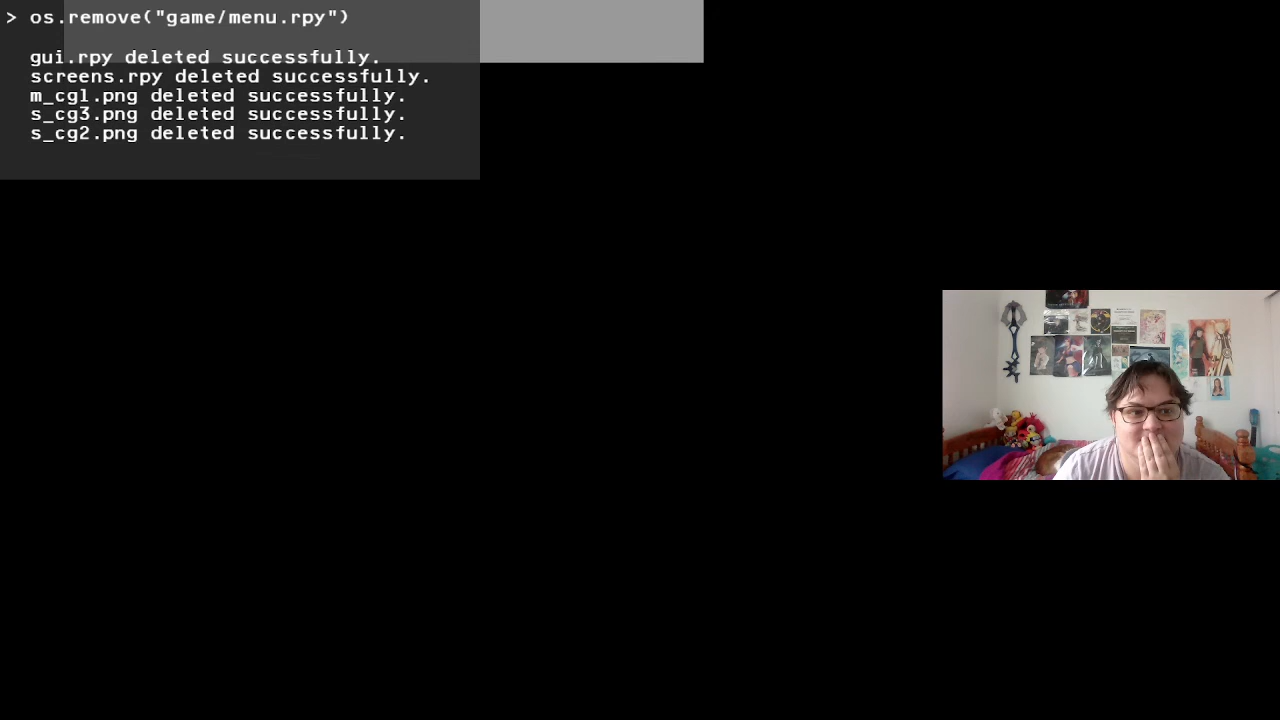 > os.remove("game/menu.rpy")
gui.rpy deleted successfully.
screens.rpy deleted successfully.
m_cg1.png deleted successfully.
s_cg3.png deleted successfully.
s_cg2.png deleted successfully.